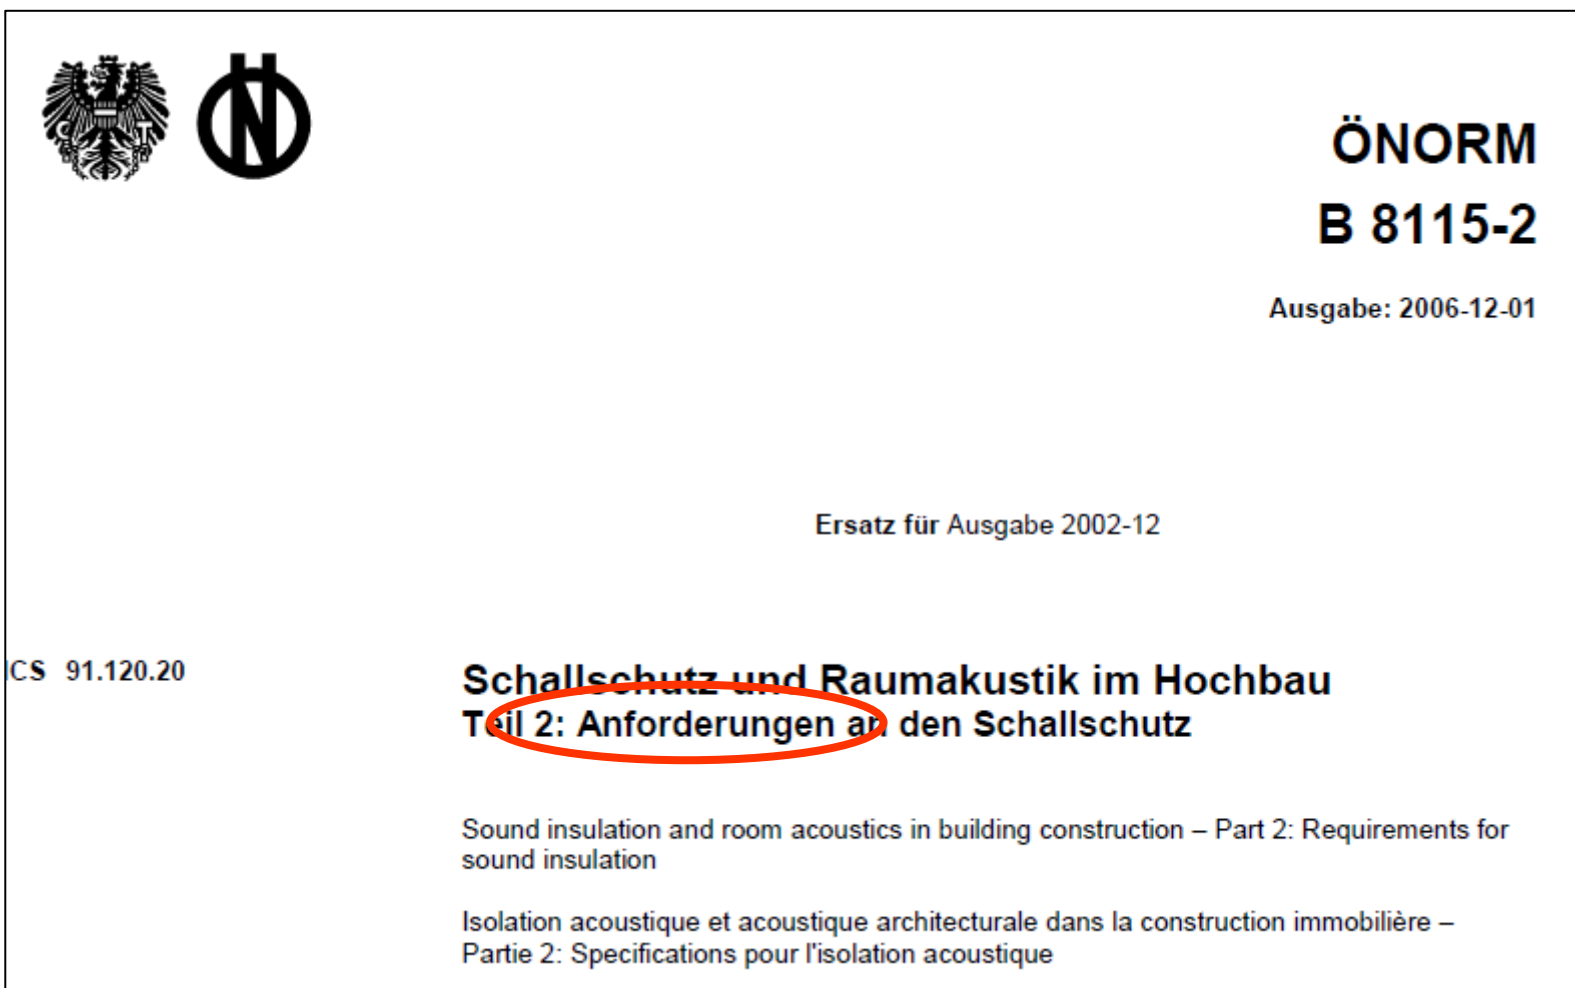 ÖNORM
B 8115-2
Ausgabe: 2006-12-01
Ersatz für Ausgabe 2002-12
ICS 91.120.20
Schallschutz und Raumakustik im Hochbau
Teil 2: Anforderungen an den Schallschutz
Sound insulation and room acoustics in building construction – Part 2: Requirements for
sound insulation
Isolation acoustique et acoustique architecturale dans la construction immobilière –
Partie 2: Specifications pour l'isolation acoustique